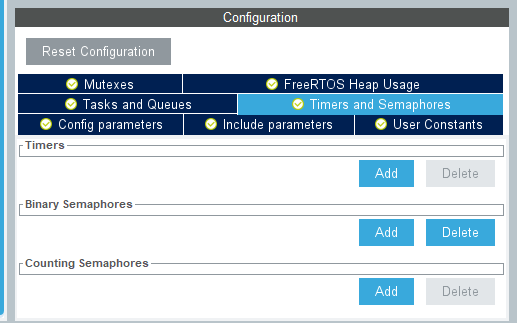 Configuration
Reset Configuration
Mutexes FreeRTOS Heap Usage
Tasks and Queues Timers and Semaphores
Config parameters Include parameters User Constants
Timers
Add Delete
Binary Semaphores
Add Delete
Counting Semaphores
Add Delete